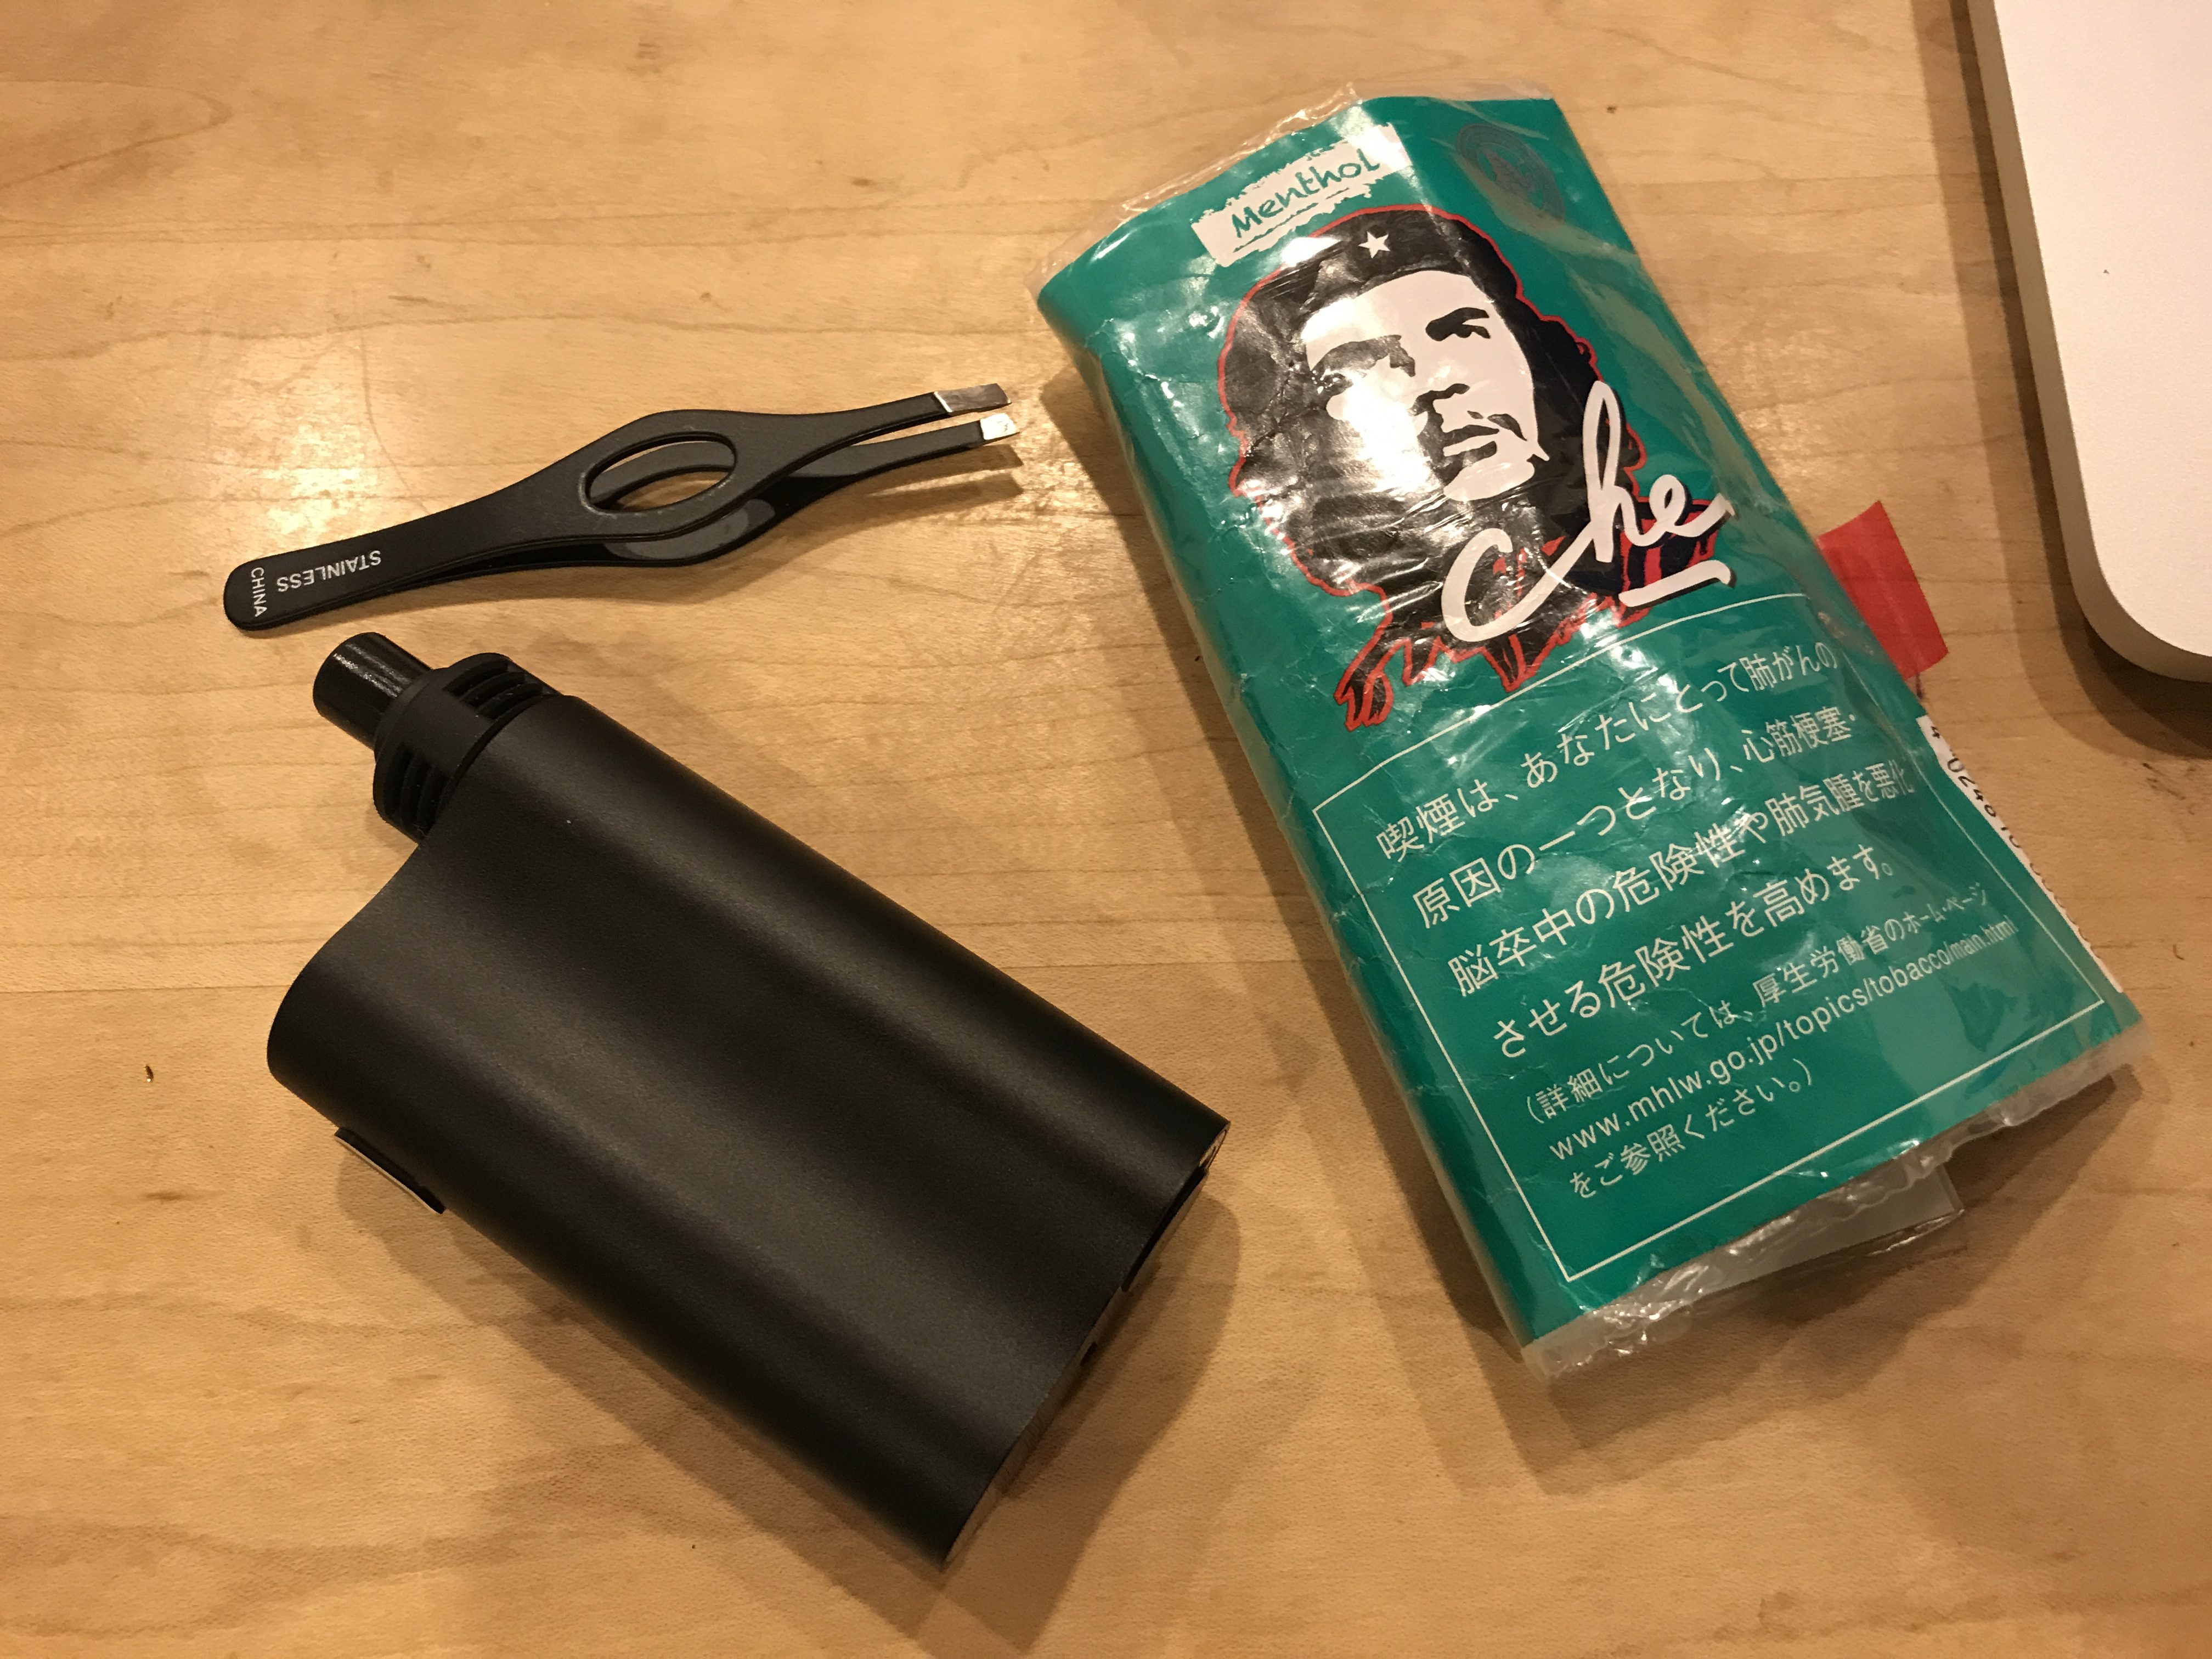 Menthol
Che
喫煙は、あなたにとって肺がんの
原因の一つとなり、心筋梗塞・
脳卒中の危険性や肺気腫を悪化
させる危険性を高めます。
(詳細については、厚生労働省のホーム・ページ
www.mhlw.go.jp/topics/tobacco/main.html
をご参照ください。)
STAINLESS
CHINA